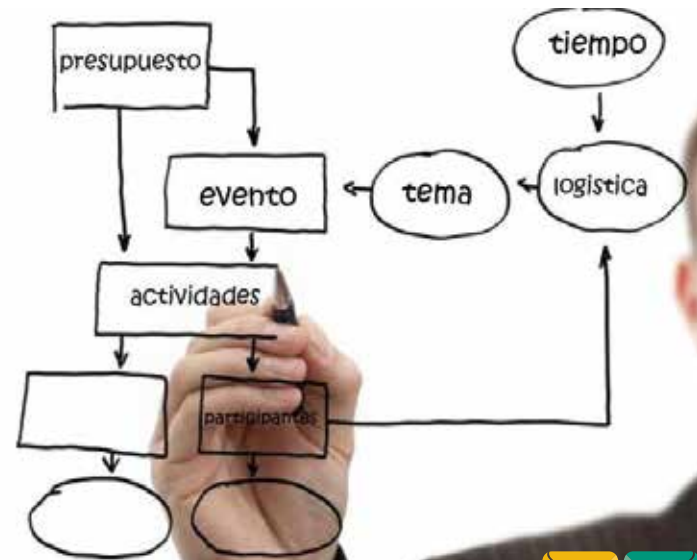 presupuesto
tiempo
evento
tema
logistica
actividades
participantes